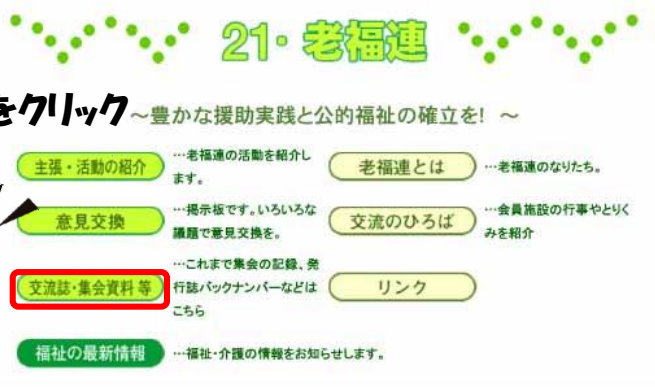 21・老福連
をクリック
~豊かな援助実践と公的福祉の確立を! ~
主張・活動の紹介
…老福連の活動を紹介し
ます。
老福連とは
…老福連のなりたち。
意見交換
…掲示板です。いろいろな
議題で意見交換を。
交流のひろば
…会員施設の行事やとりく
みを紹介
交流誌・集会資料 等
…これまで集会の記録、発
行誌バックナンバーなどは
こちら
リンク
福祉の最新情報
…福祉・介護の情報をお知らせします。